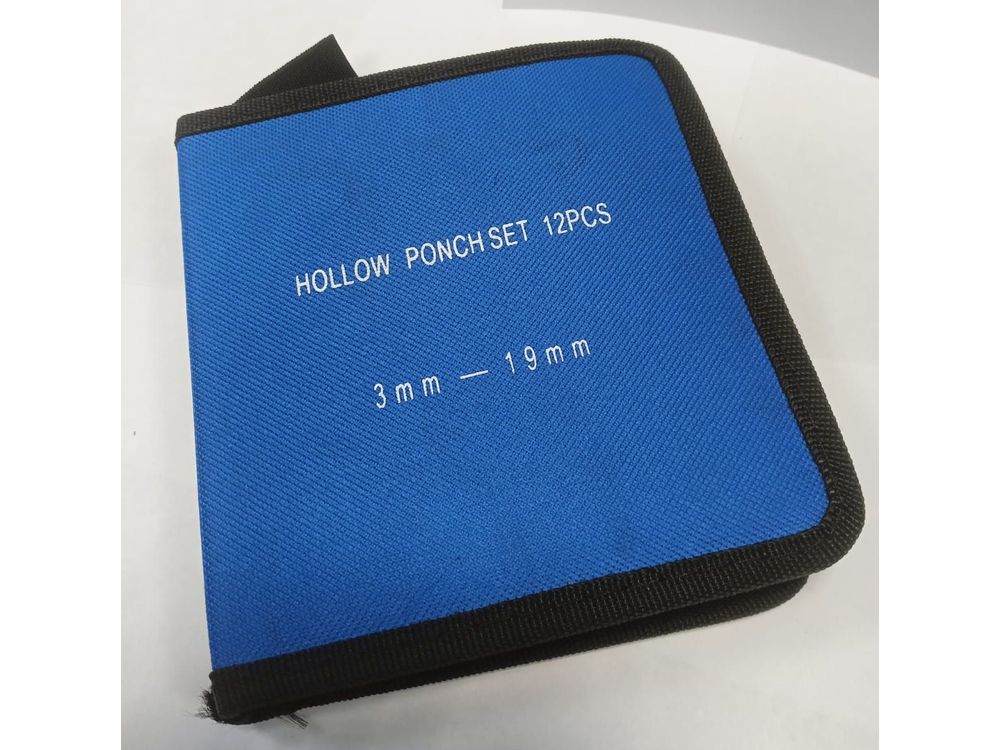 HOLLOW PONCH SET 12PCS
3mm — 19mm